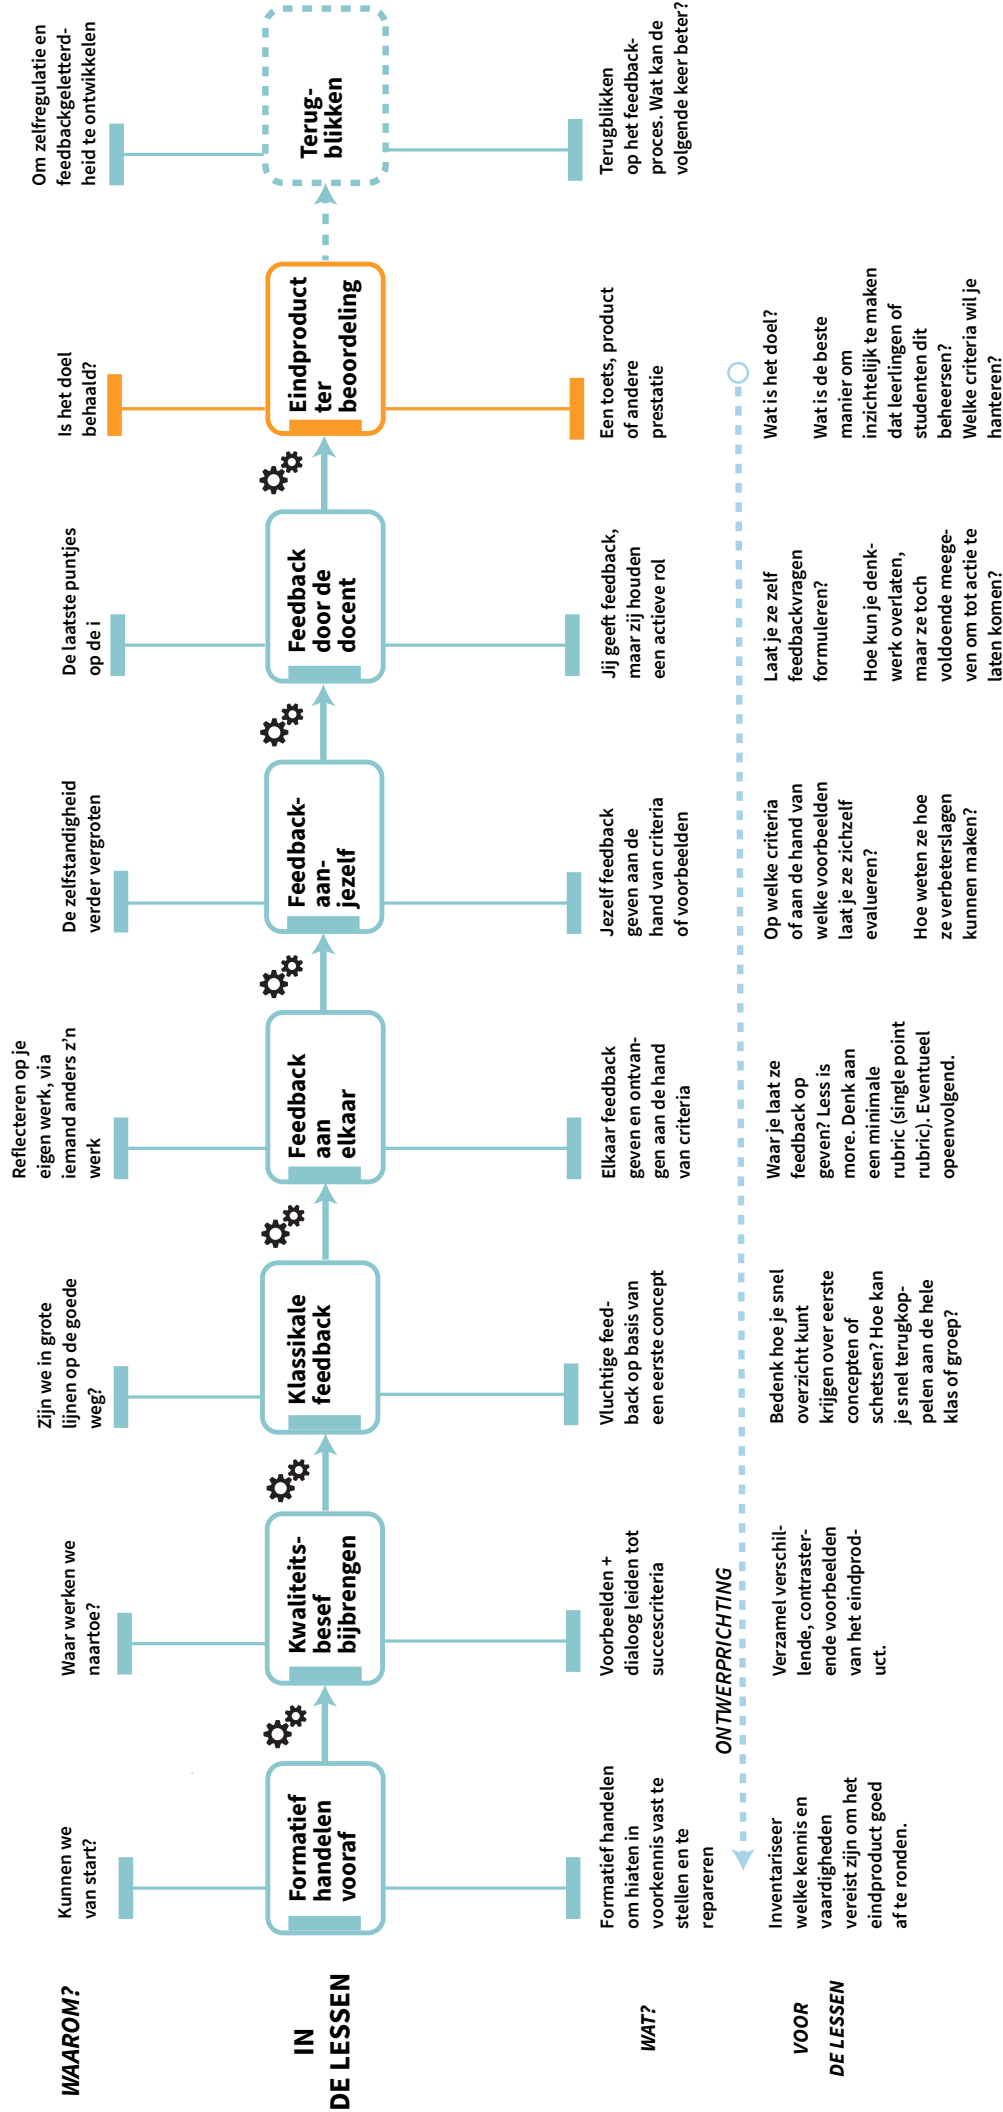 WAAROM?
Kunnen we
van start?
Waar werken we
naartoe?
Zijn we in grote
lijnen op de goede
weg?
Reflecteren op je
eigen werk, via
iemand anders z’n
werk
De zelfstandigheid
verder vergroten
De laatste puntjes
op de i
Is het doel
behaald?
Om zelfregulatie en
feedbackgeletterd-
heid te ontwikkelen
IN
DE LESSEN
Formatief
handelen
vooraf
Kwaliteits-
besef
bijbrengen
Klassikale
feedback
Feedback
aan
elkaar
Feedback-
aan-
jezelf
Feedback
door de
docent
Eindproduct
ter
beoordeling
Terug-
blikken
WAT?
Formatief handelen
om hiaten in
voorkennis vast te
stellen en te
repareren
Voorbeelden +
dialoog leiden tot
succescriteria
Vluchtige feed-
back op basis van
een eerste concept
Elkaar feedback
geven en ontvan-
gen aan de hand
van criteria
Jezelf feedback
geven aan de
hand van criteria
of voorbeelden
Jij geeft feedback,
maar zij houden
een actieve rol
Een toets, product
of andere
prestatie
Terugblikken
op het feedback-
proces. Wat kan de
volgende keer beter?
ONTWERPRICHTING
VOOR
DE LESSEN
Inventariseer
welke kennis en
vaardigheden
vereist zijn om het
eindproduct goed
af te ronden.
Verzamel verschil-
lende, contraster-
ende voorbeelden
van het eindprod-
uct.
Bedenk hoe je snel
overzicht kunt
krijgen over eerste
concepten of
schetsen? Hoe kan
je snel terugkop-
pelen aan de hele
klas of groep?
Waar je laat ze
feedback op
geven? Less is
more. Denk aan
een minimale
rubric (single point
rubric). Eventueel
opeenvolgend.
Op welke criteria
of aan de hand van
welke voorbeelden
laat je ze zichzelf
evalueren?
Hoe weten ze hoe
ze verbeterslagen
kunnen maken?
Laat je ze zelf
feedbackvragen
formuleren?
Hoe kun je denk-
werk overlaten,
maar ze toch
voldoende meege-
ven om tot actie te
laten komen?
Wat is het doel?
Wat is de beste
manier om
inzichtelijk te maken
dat leerlingen of
studenten dit
beheersen?
Welke criteria wil je
hanteren?